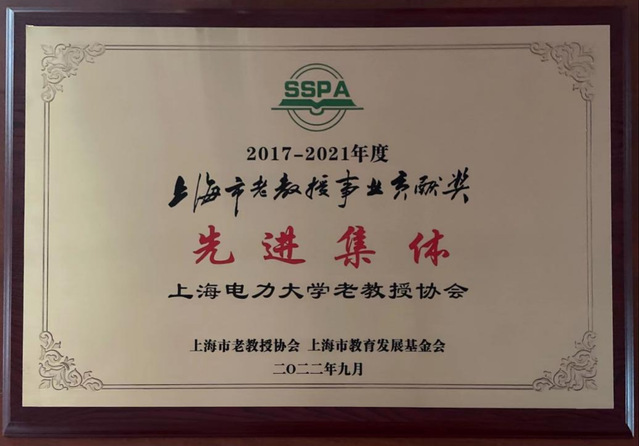 SSPA
2017-2021年度
上海市老教授事业贡献奖
先进集体
上海电力大学老教授协会
上海市老教授协会 上海市教育发展基金会
二〇二二年九月